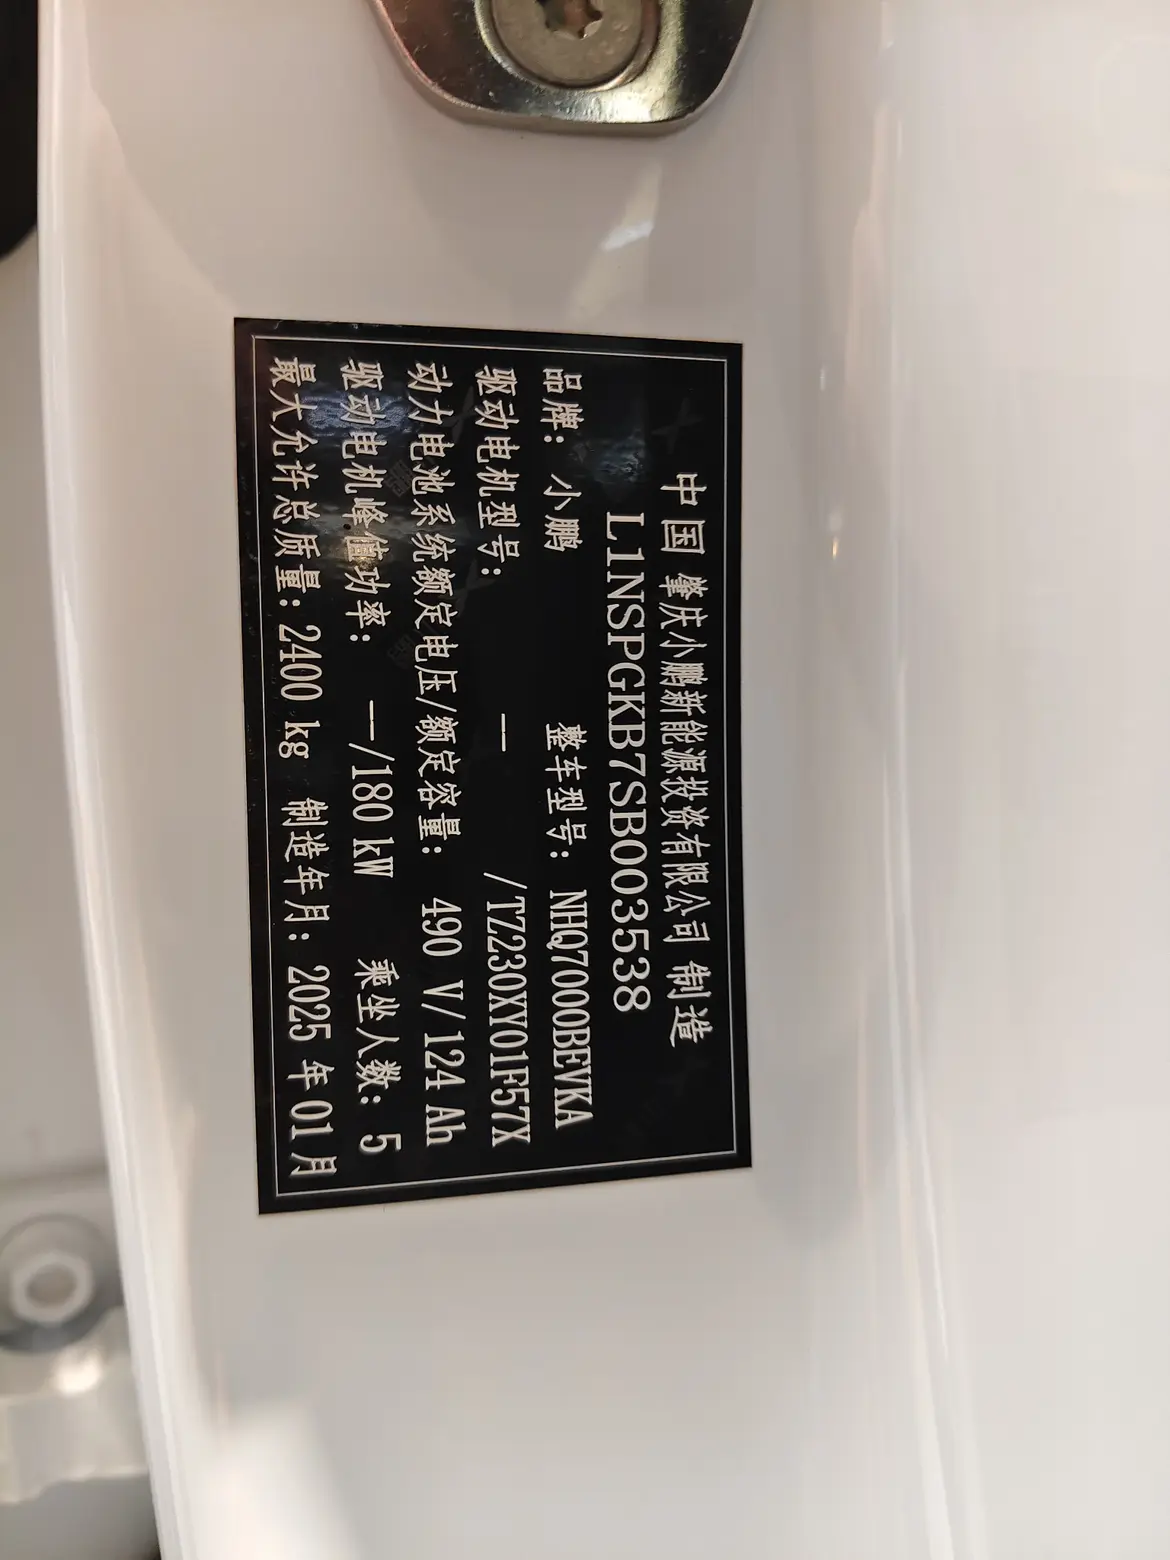 中国 肇庆小鹏新能源投资有限公司 制造
L1NSPGKB7SB003538
品牌: 小鹏 整车型号: NHQ7000BEVKA
驱动电机型号: — /TZ230XY01F57X
动力电池系统额定电压/额定容量: 490 V/124 Ah
驱动电机峰值功率: —/180 kW 乘坐人数: 5
最大允许总质量: 2400 kg 制造年月: 2025 年 01 月